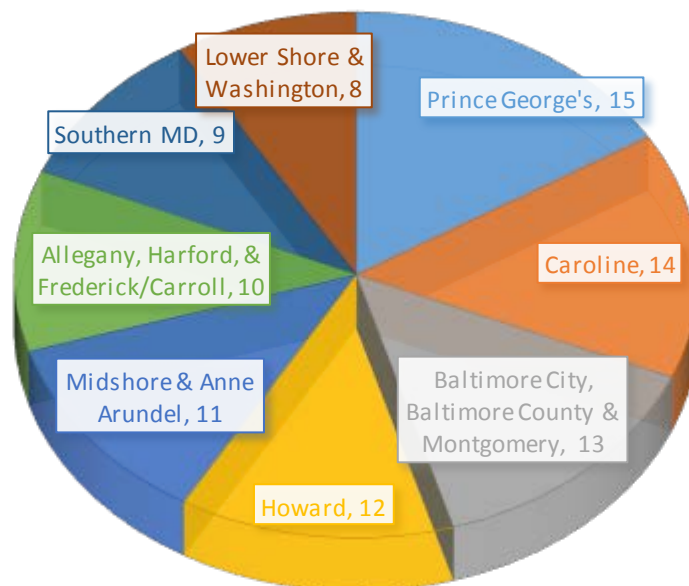 Lower Shore &
Washington, 8
Prince George's, 15
Southern MD, 9
Caroline, 14
Allegany, Harford, &
Frederick/Carroll, 10
Midshore & Anne
Arundel, 11
Baltimore City,
Baltimore County &
Montgomery, 13
Howard, 12